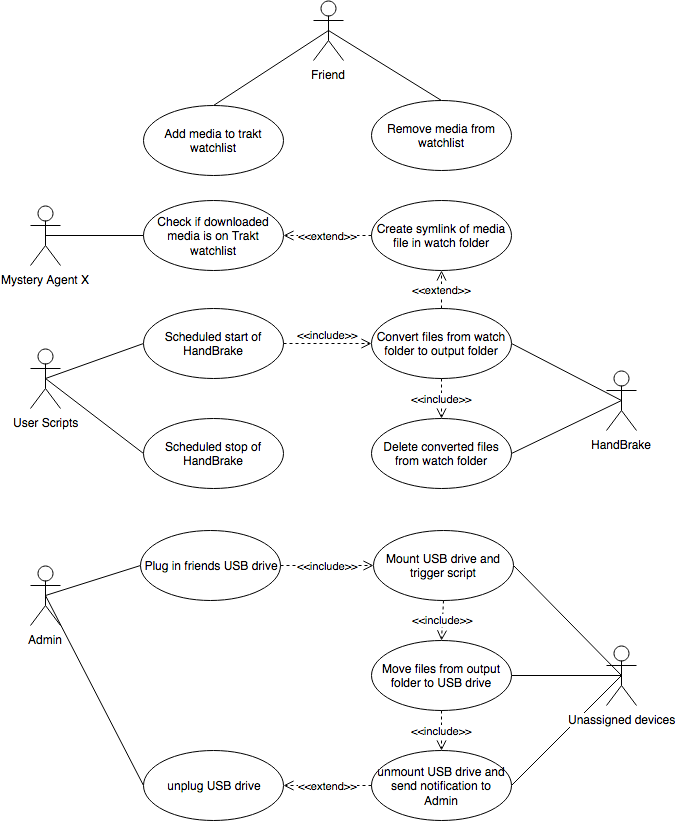 Friend
Add media to trakt
watchlist
Remove media from
watchlist
Check if downloaded
media is on Trakt
watchlist
<<extend>>
Create symlink of media
file in watch folder
Mystery Agent X
<<extend>>
Scheduled start of
HandBrake
<<include>>
Convert files from watch
folder to output folder
User Scripts
<<include>>
HandBrake
Scheduled stop of
HandBrake
Delete converted files
from watch folder
Plug in friends USB drive
<<include>>
Mount USB drive and
trigger script
Admin
<<include>>
Move files from output
folder to USB drive
Unassigned devices
<<include>>
unplug USB drive
<<extend>>
unmount USB drive and
send notification to
Admin